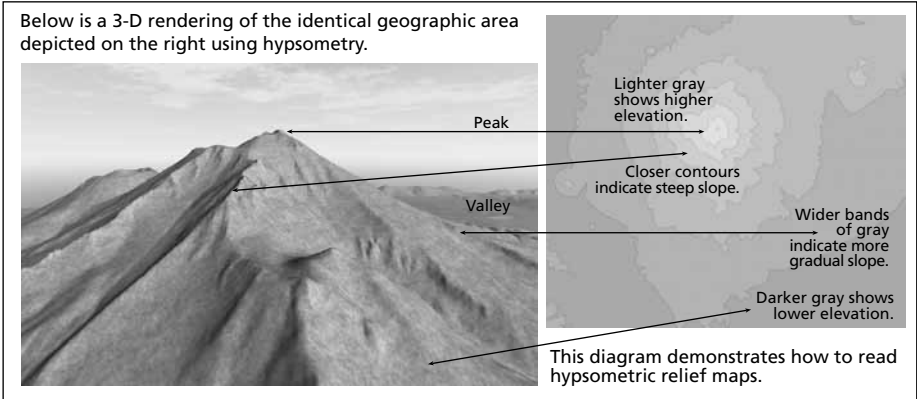 Below is a 3-D rendering of the identical geographic area
depicted on the right using hypsometry.
Lighter gray
shows higher
elevation.
Peak
Closer contours
indicate steep slope.
Valley
Wider bands
of gray
indicate more
gradual slope.
Darker gray shows
lower elevation.
This diagram demonstrates how to read
hypsometric relief maps.